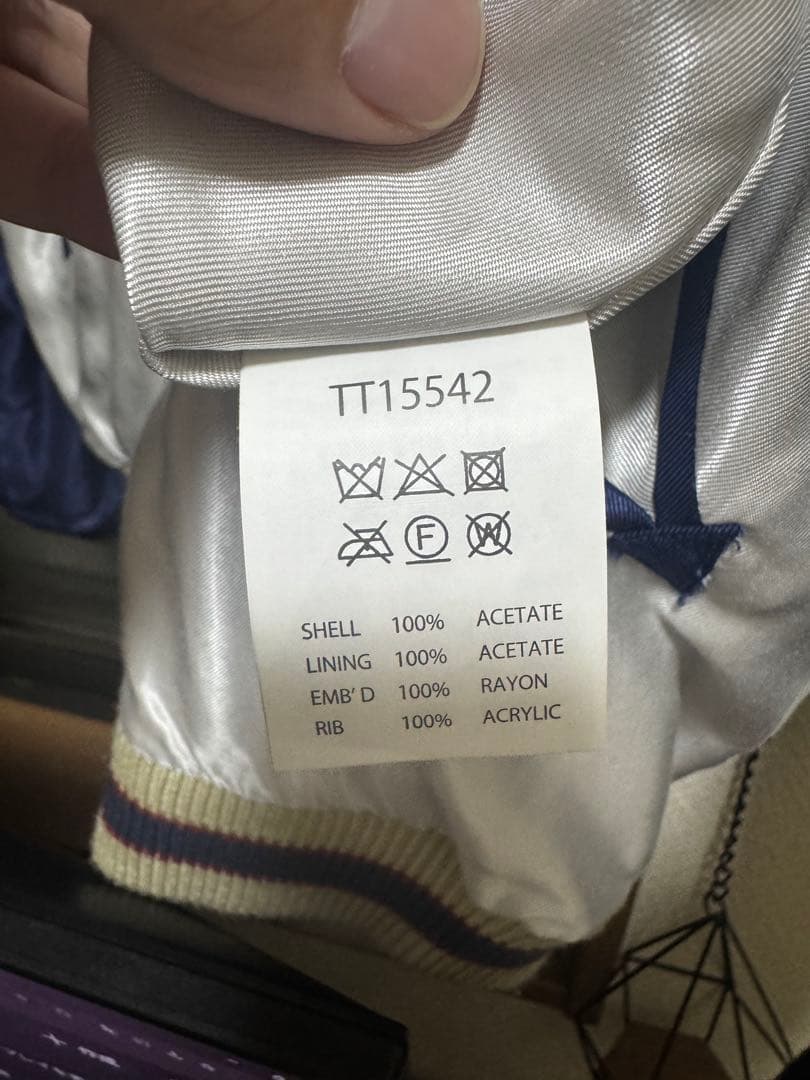 TT15542
F W
SHELL 100% ACETATE
LINING 100% ACETATE
EMB'D 100% RAYON
RIB 100% ACRYLIC